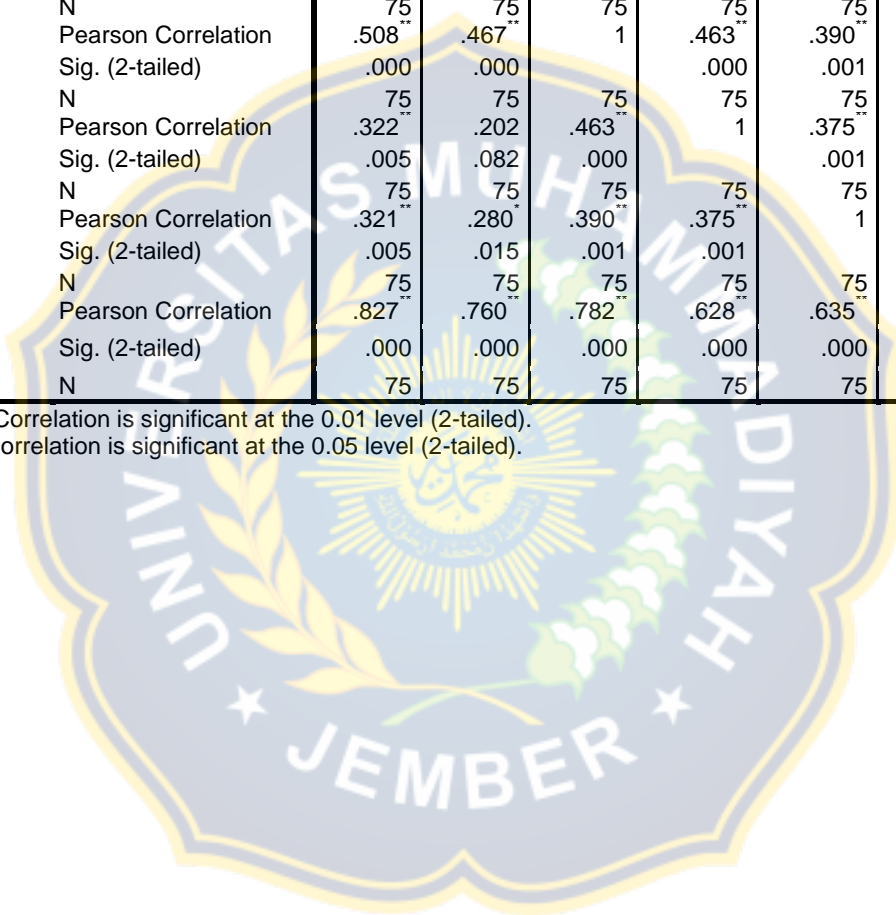 N 75 75 75 75 75
Pearson Correlation .508** .467** 1 .463** .390**
Sig. (2-tailed) .000 .000 .000 .001
N 75 75 75 75 75
Pearson Correlation .322** .202 .463** 1 .375**
Sig. (2-tailed) .005 .082 .000 .001
N 75 75 75 75 75
Pearson Correlation .321** .280* .390** .375** 1
Sig. (2-tailed) .005 .015 .001 .001
N 75 75 75 75 75
Pearson Correlation .827** .760** .782** .628** .635**
Sig. (2-tailed) .000 .000 .000 .000 .000
N 75 75 75 75 75
Correlation is significant at the 0.01 level (2-tailed).
orrelation is significant at the 0.05 level (2-tailed).
UNIVERSITAS MUHAMMADIYAH
JEMBER
محمد